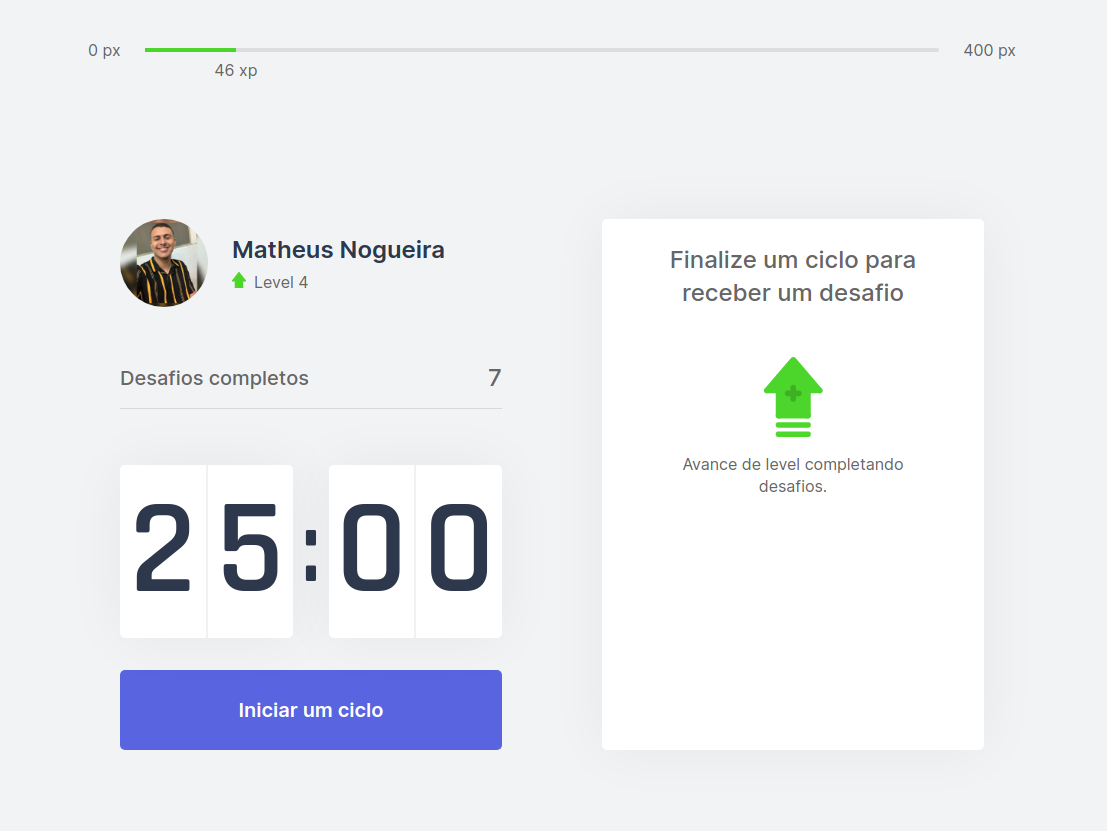 0 px
46 xp
400 px
Matheus Nogueira
Level 4
Desafios completos 7
25:00
Iniciar um ciclo
Finalize um ciclo para
receber um desafio
Avance de level completando
desafios.